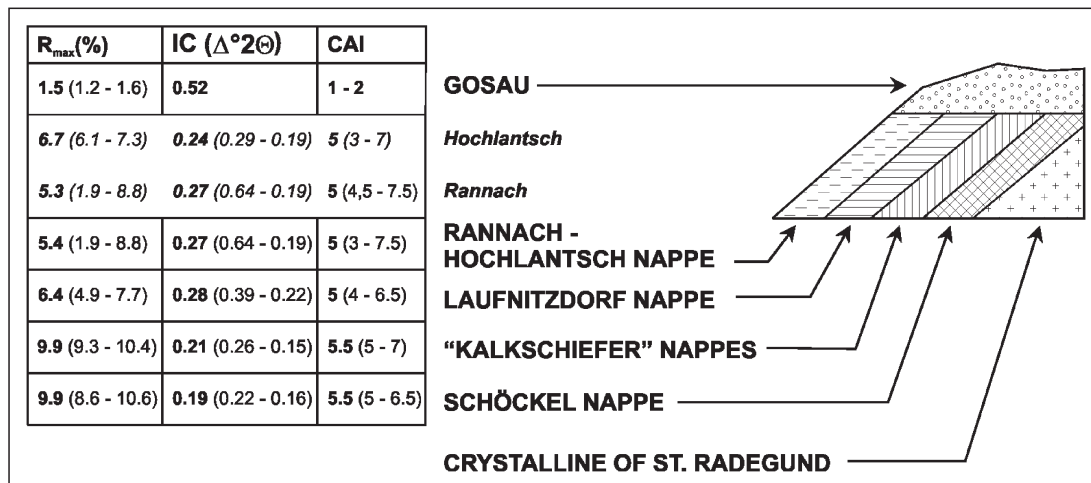 Rmax(%) IC (Δ°2Θ) CAI
1.5 (1.2 - 1.6) 0.52 1 - 2 GOSAU
6.7 (6.1 - 7.3) 0.24 (0.29 - 0.19) 5 (3 - 7) Hochlantsch
5.3 (1.9 - 8.8) 0.27 (0.64 - 0.19) 5 (4,5 - 7.5) Rannach
5.4 (1.9 - 8.8) 0.27 (0.64 - 0.19) 5 (3 - 7.5) RANNACH -
HOCHLANTSCH NAPPE
6.4 (4.9 - 7.7) 0.28 (0.39 - 0.22) 5 (4 - 6.5) LAUFNITZDORF NAPPE
9.9 (9.3 - 10.4) 0.21 (0.26 - 0.15) 5.5 (5 - 7) “KALKSCHIEFER” NAPPES
9.9 (8.6 - 10.6) 0.19 (0.22 - 0.16) 5.5 (5 - 6.5) SCHÖCKEL NAPPE
CRYSTALLINE OF ST. RADEGUND